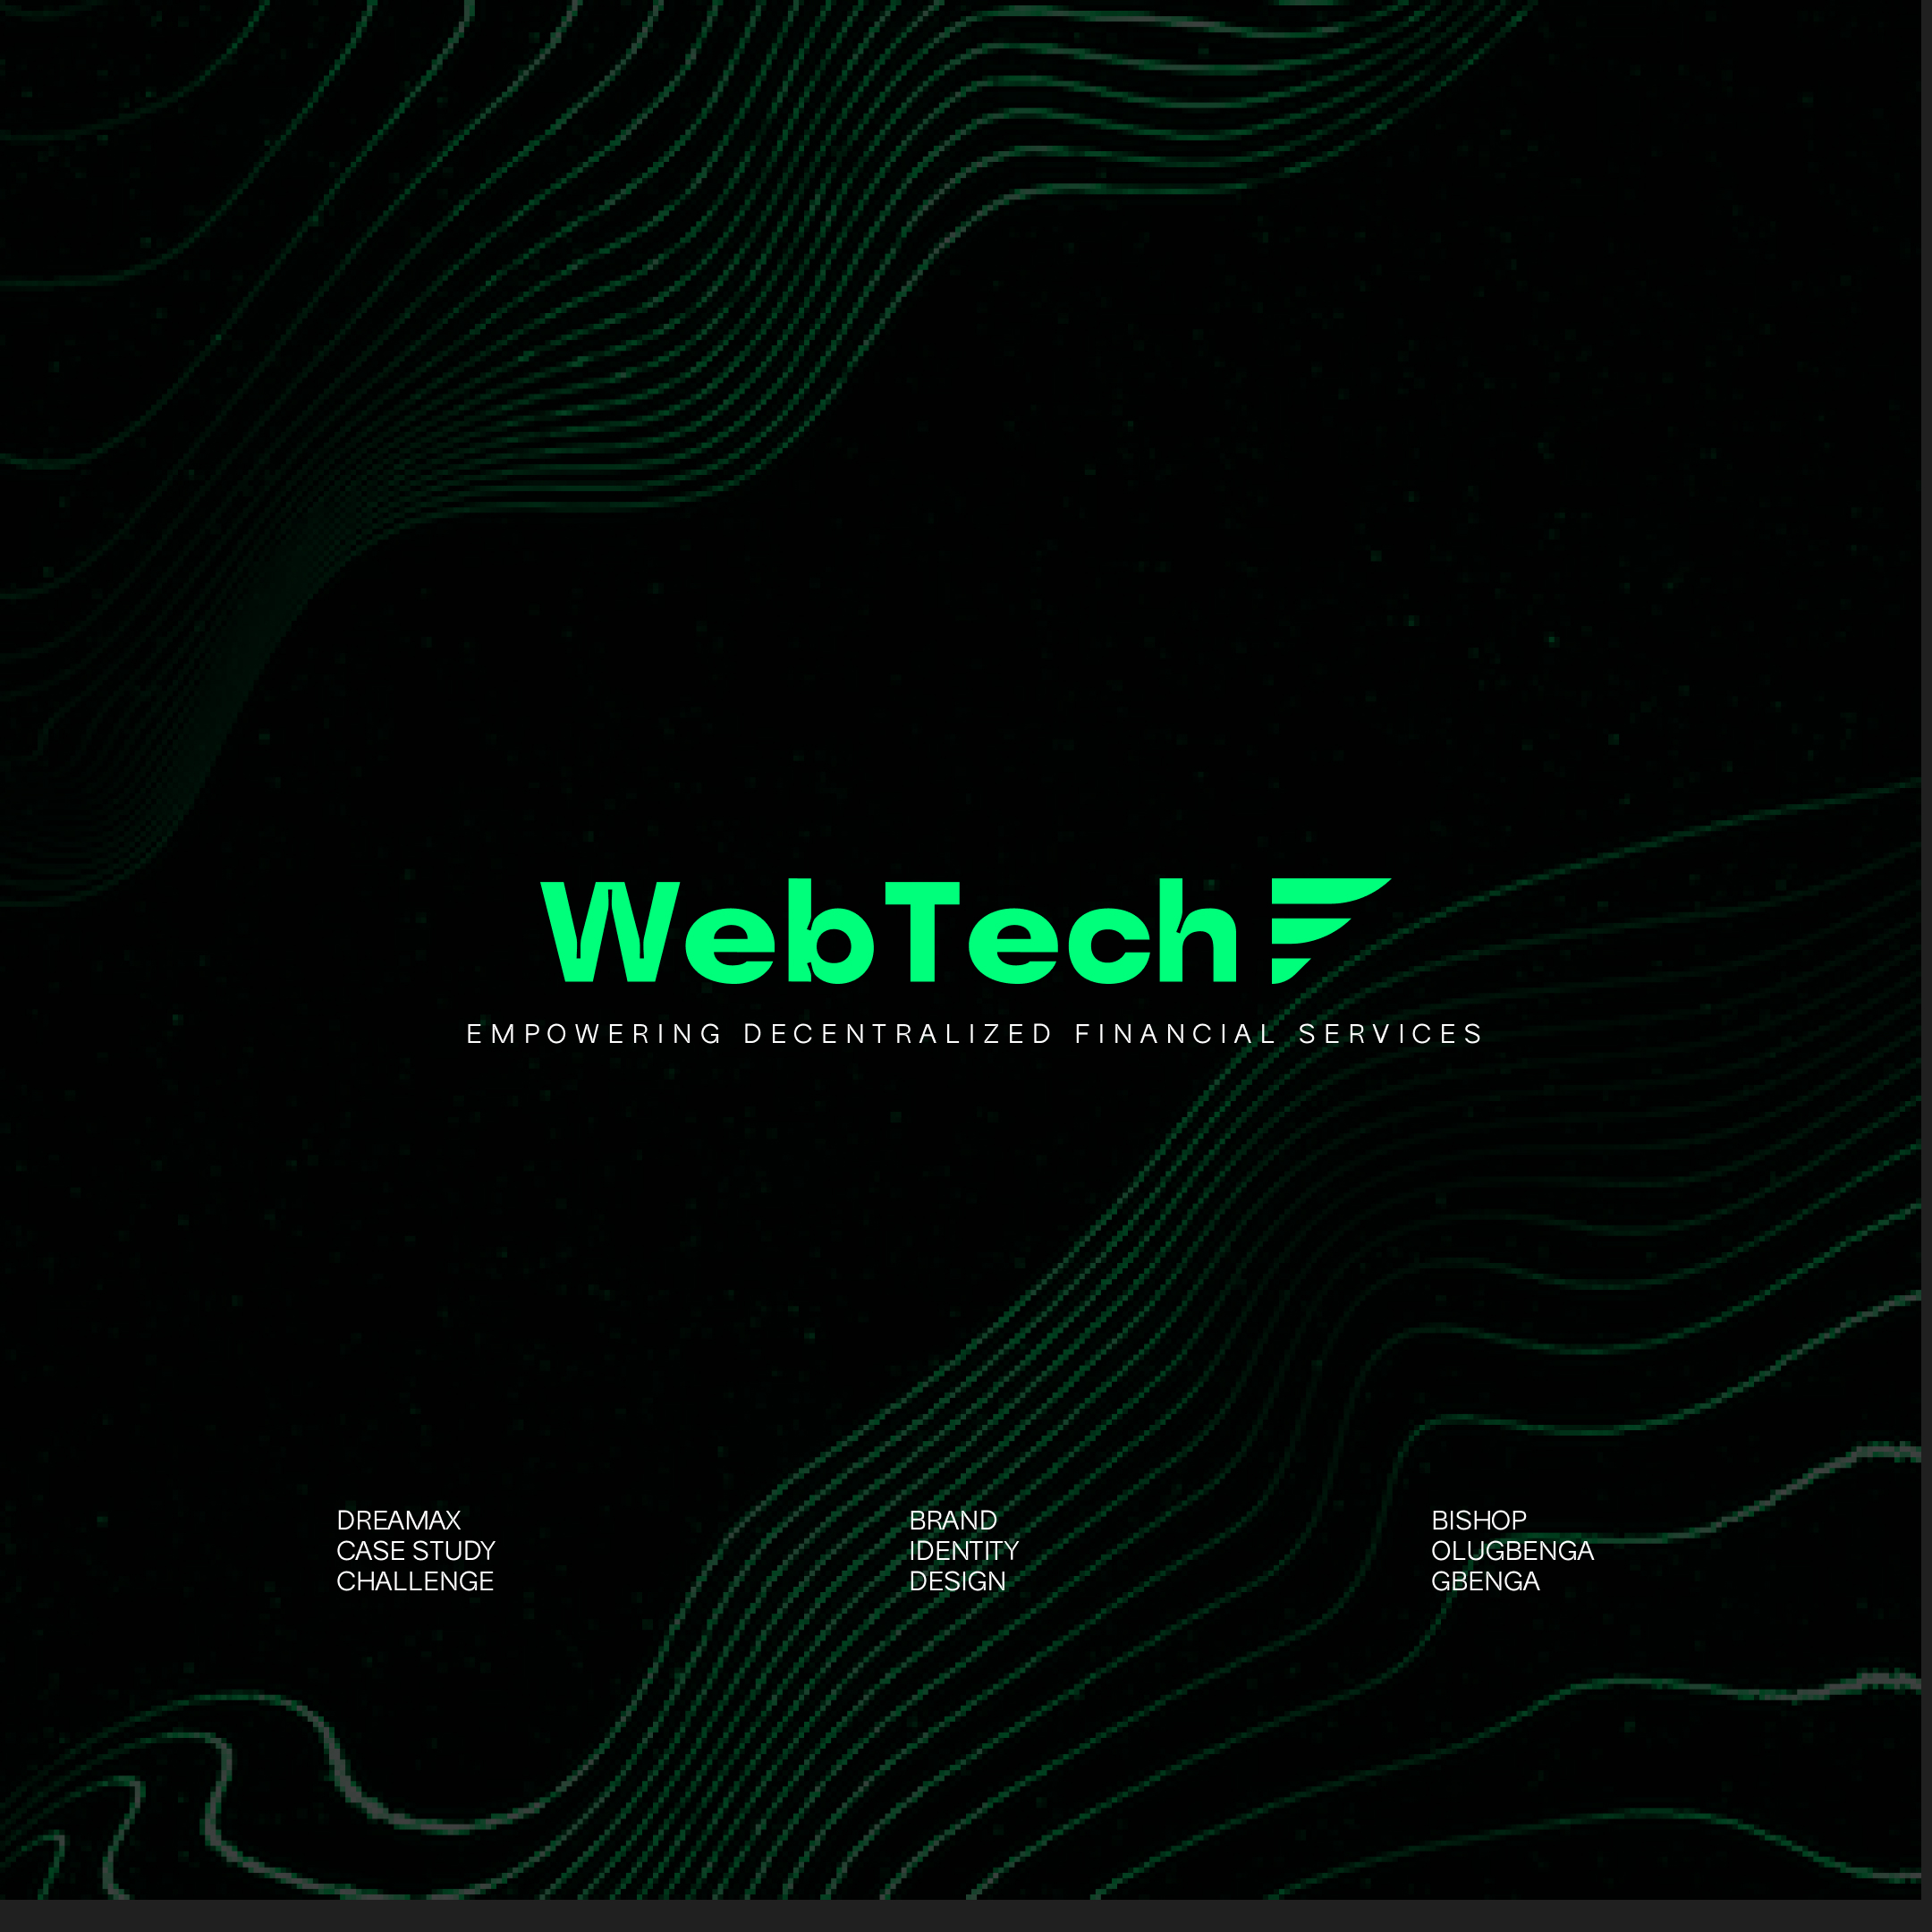 WebTech
EMPOWERING DECENTRALIZED FINANCIAL SERVICES
DREAMAX
CASE STUDY
CHALLENGE
BRAND
IDENTITY
DESIGN
BISHOP
OLUGBENGA
GBENGA